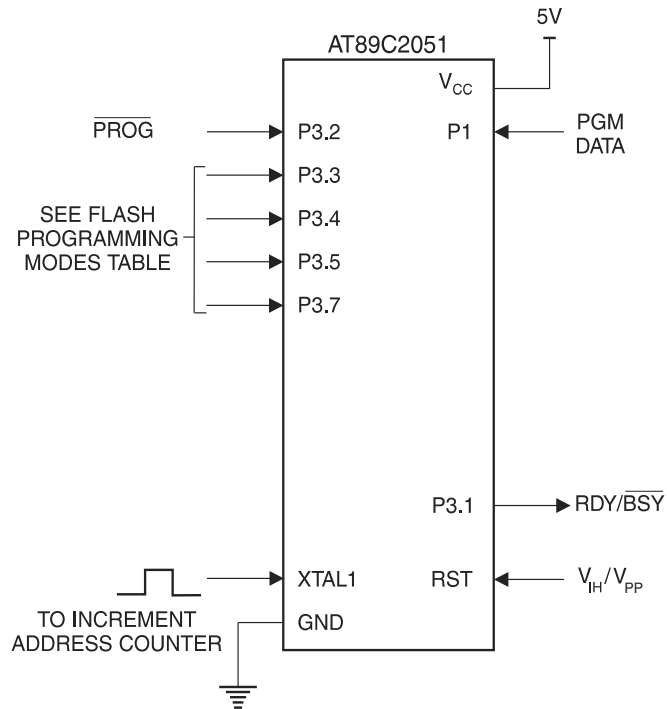 5V
AT89C2051
VCC
PROG
P3.2
P1
PGM
DATA
P3.3
SEE FLASH
PROGRAMMING
MODES TABLE
P3.4
P3.5
P3.7
P3.1
RDY/BSY
XTAL1
RST
VIH/VPP
TO INCREMENT
ADDRESS COUNTER
GND